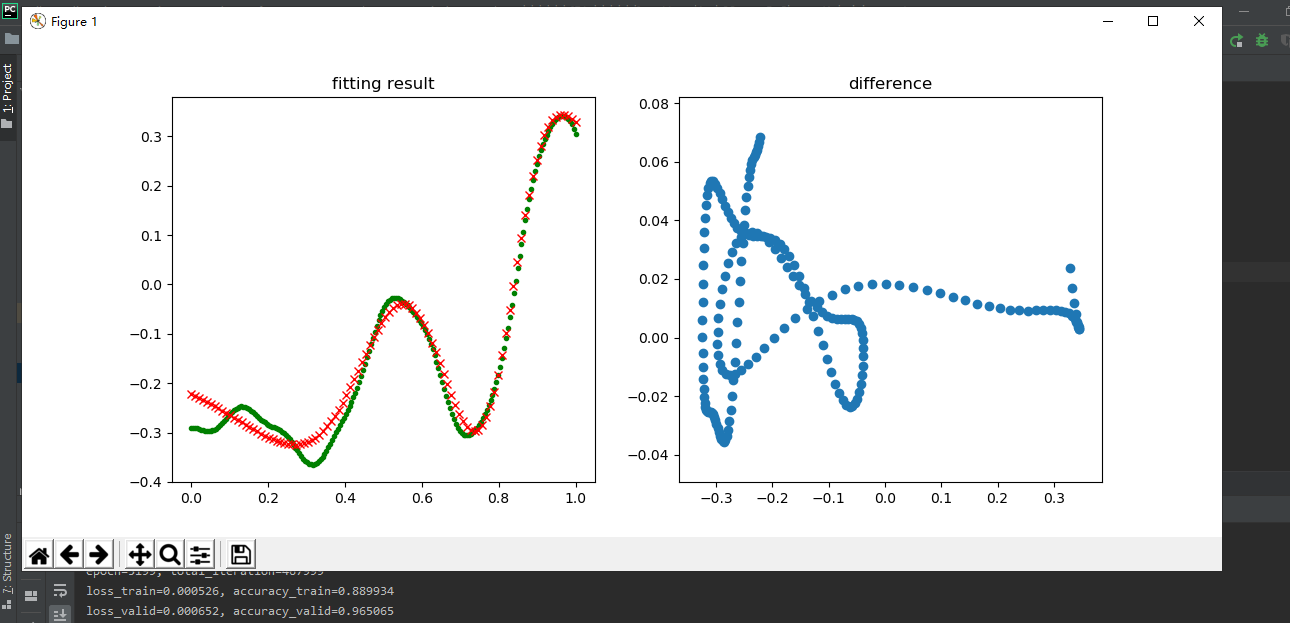 PC
Figure 1
1: Project
fitting result
0.3
0.2
0.1
0.0
−0.1
−0.2
−0.3
−0.4
0.0 0.2 0.4 0.6 0.8 1.0
difference
0.08
0.06
0.04
0.02
0.00
−0.02
−0.04
−0.3 −0.2 −0.1 0.0 0.1 0.2 0.3
7: Structure
loss_train=0.000526, accuracy_train=0.889934
loss_valid=0.000652, accuracy_valid=0.965065